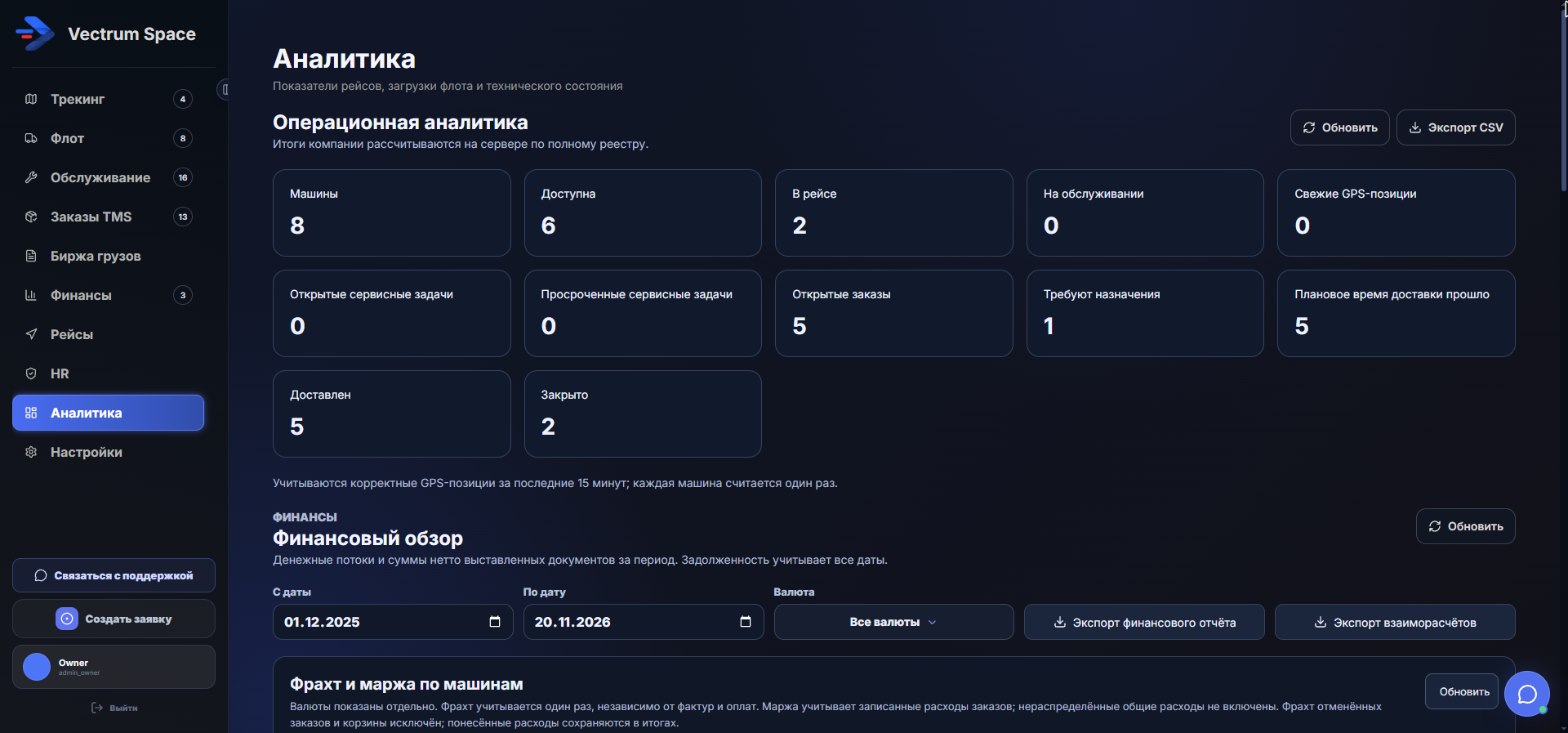 Vectrum Space
Трекинг 4
Флот 8
Обслуживание 16
Заказы TMS 13
Биржа грузов
Финансы 3
Рейсы
HR
Аналитика
Настройки
Связаться с поддержкой
Создать заявку
Owner
admin_owner
Выйти
Аналитика
Показатели рейсов, загрузки флота и технического состояния
Операционная аналитика
Итоги компании рассчитываются на сервере по полному реестру.
Обновить
Экспорт CSV
Машины
8
Доступна
6
В рейсе
2
На обслуживании
0
Свежие GPS-позиции
0
Открытые сервисные задачи
0
Просроченные сервисные задачи
0
Открытые заказы
5
Требуют назначения
1
Плановое время доставки прошло
5
Доставлен
5
Закрыто
2
Учитываются корректные GPS-позиции за последние 15 минут; каждая машина считается один раз.
ФИНАНСЫ
Финансовый обзор
Денежные потоки и суммы нетто выставленных документов за период. Задолженность учитывает все даты.
Обновить
С даты
01.12.2025
По дату
20.11.2026
Валюта
Все валюты
Экспорт финансового отчёта
Экспорт взаиморасчётов
Фрахт и маржа по машинам
Валюты показаны отдельно. Фрахт учитывается один раз, независимо от фактур и оплат. Маржа учитывает записанные расходы заказа; нераспределённые общие расходы не включены. Фрахт отменённых
заказов и корзины исключён; понесённые расходы сохраняются в итогах.
Обновить